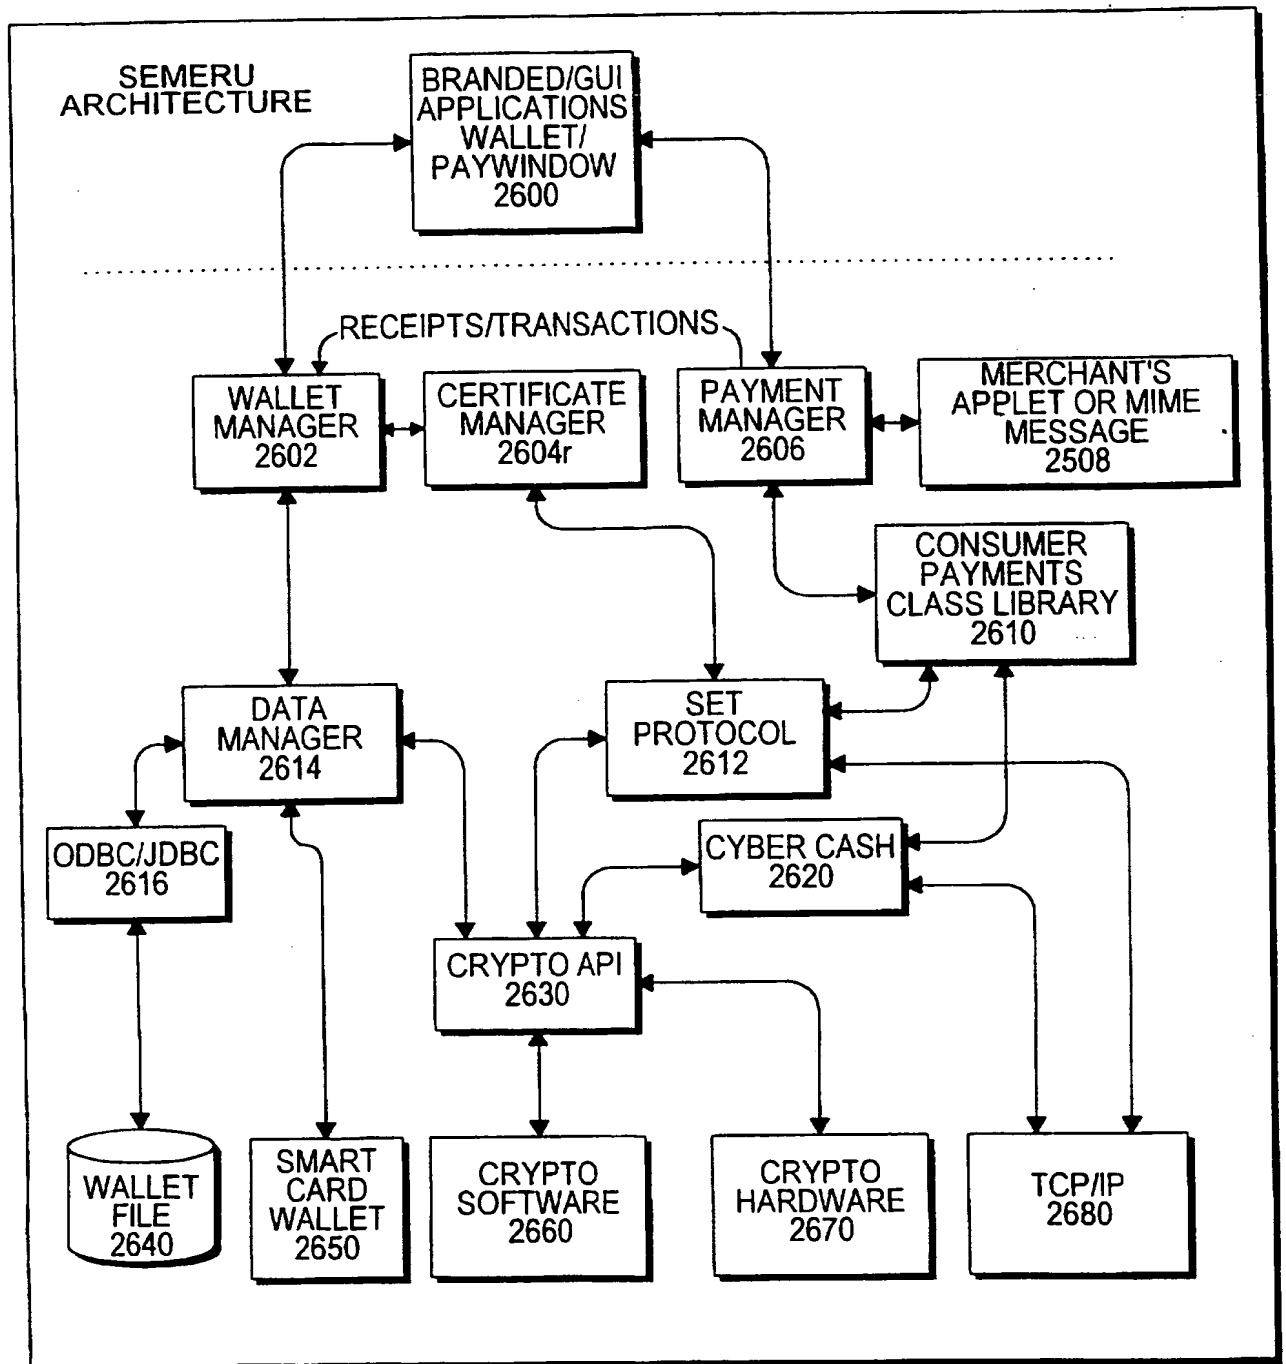 SEMERU
ARCHITECTURE
BRANDED/GUI
APPLICATIONS
WALLET/
PAYWINDOW
2600
RECEIPTS/TRANSACTIONS
WALLET
MANAGER
2602
CERTIFICATE
MANAGER
2604r
PAYMENT
MANAGER
2606
MERCHANT'S
APPLET OR MIME
MESSAGE
2508
CONSUMER
PAYMENTS
CLASS LIBRARY
2610
DATA
MANAGER
2614
SET
PROTOCOL
2612
ODBC/JDBC
2616
CYBER CASH
2620
CRYPTO API
2630
WALLET
FILE
2640
SMART
CARD
WALLET
2650
CRYPTO
SOFTWARE
2660
CRYPTO
HARDWARE
2670
TCP/IP
2680